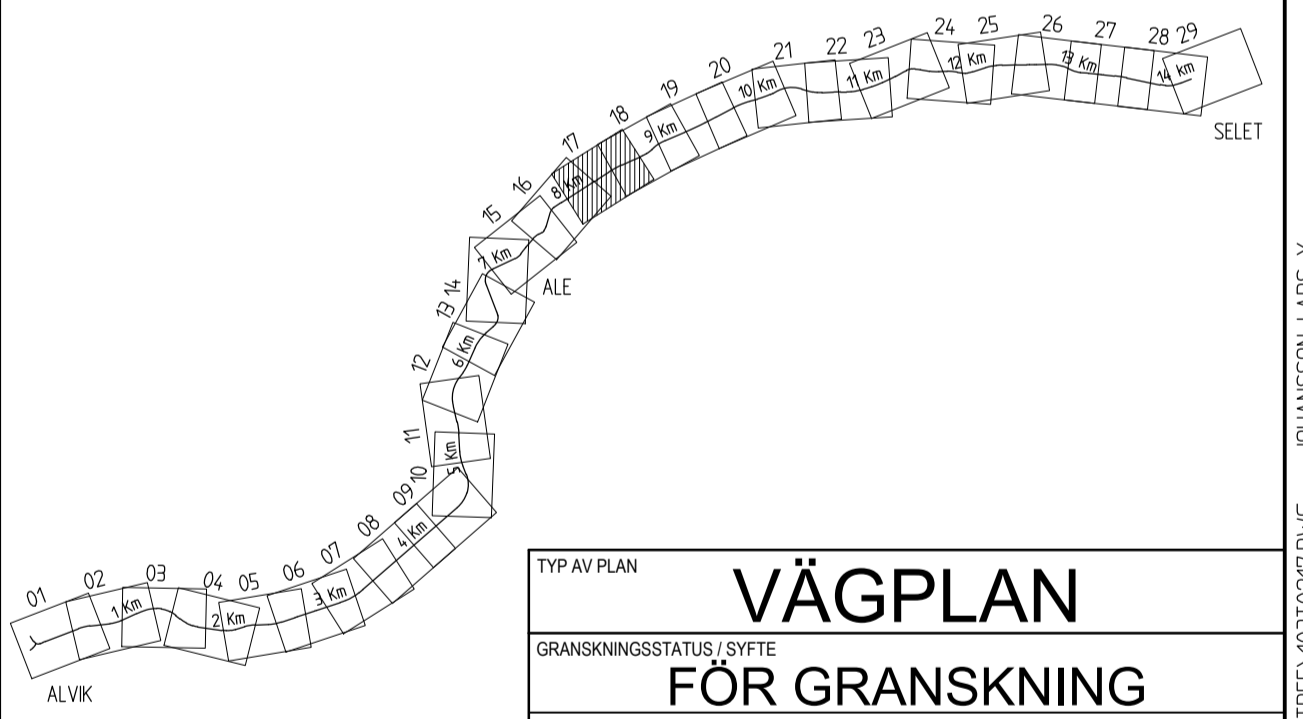 01
02
03
04
05
06
07
08
09
10
11
12
13
14
15
16
17
18
19
20
21
22
23
24
25
26
27
28
29
1 Km
2 Km
3 Km
4 Km
5 Km
6 Km
7 Km
8 Km
9 Km
10 Km
11 Km
12 Km
13 Km
14 Km
ALVIK
ALE
SELET
TYP AV PLAN
VÄGPLAN
GRANSKNINGSSTATUS / SYFTE
FÖR GRANSKNING